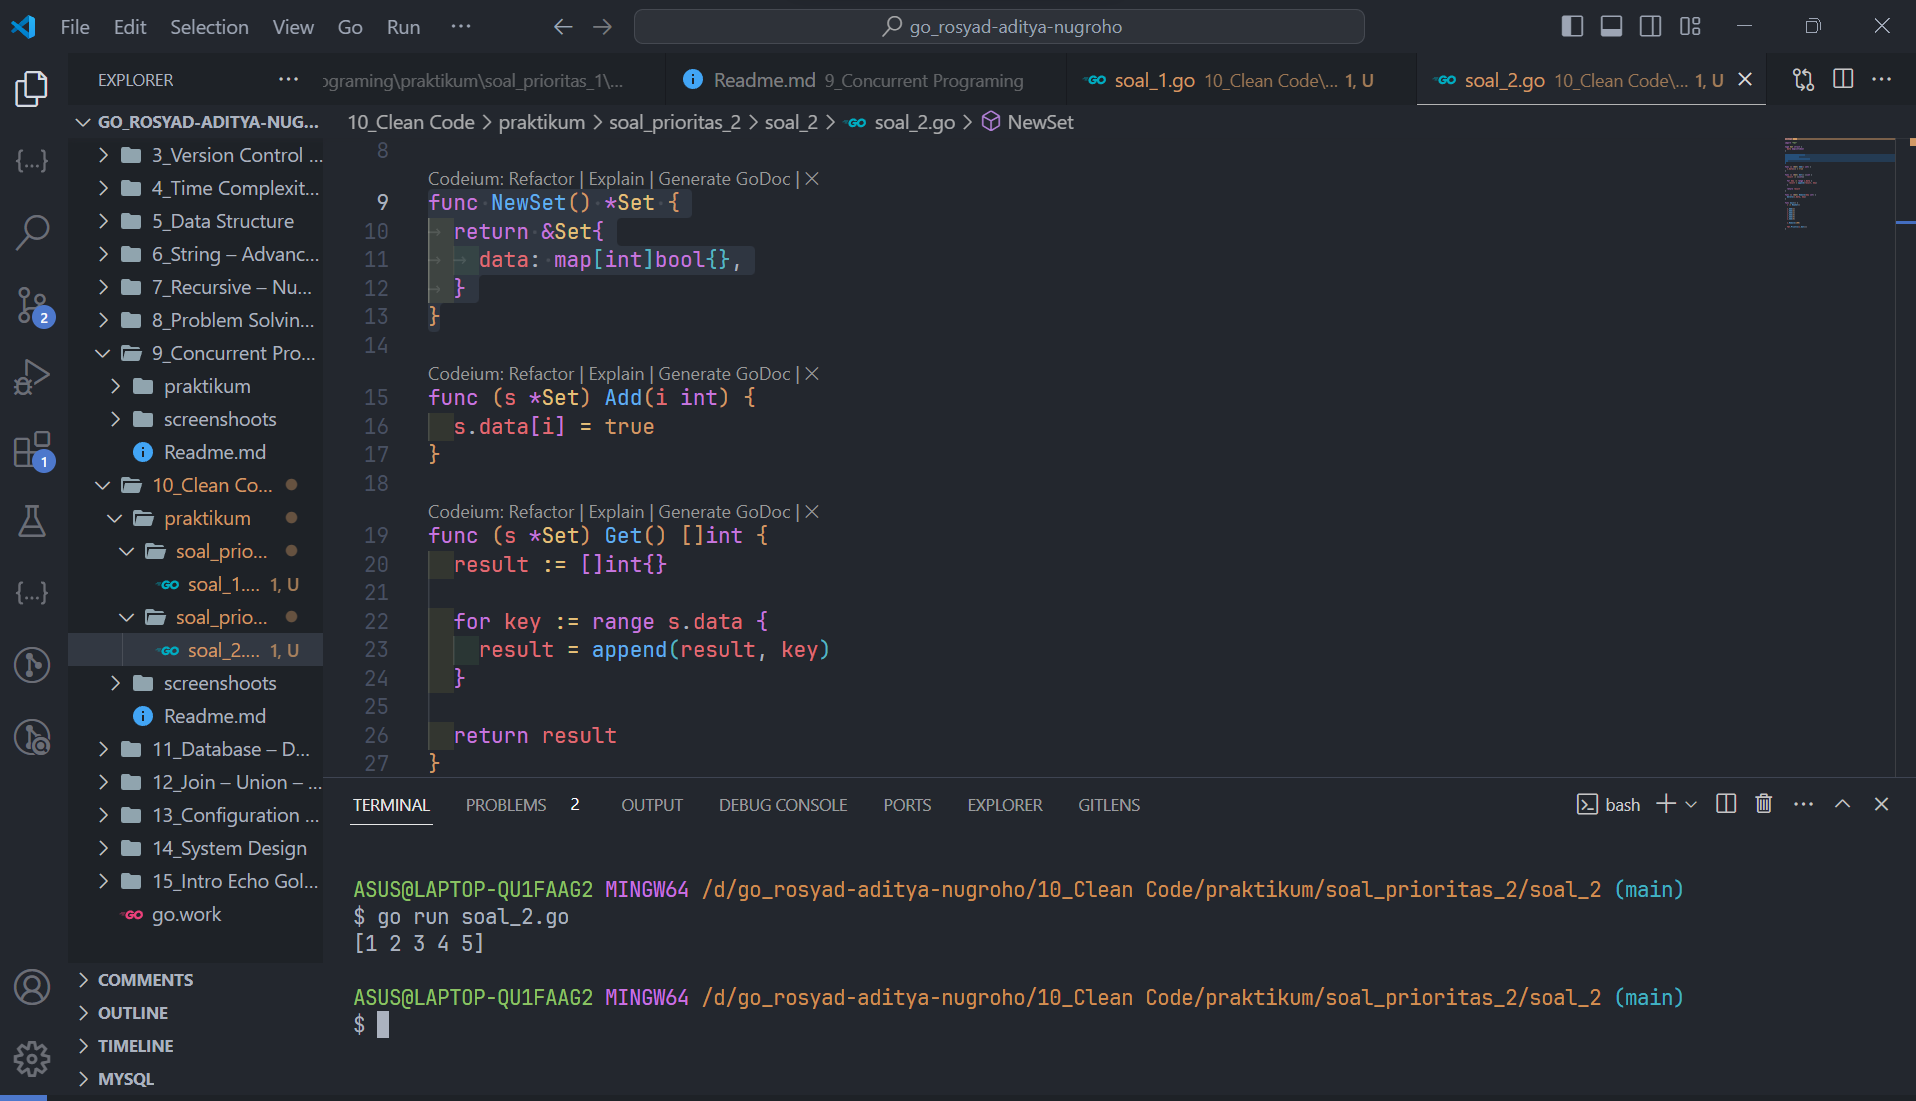 File Edit Selection View Go Run ···
go_rosyad-aditya-nugroho
EXPLORER ···
GO_ROSYAD-ADITYA-NUG...
3_Version Control ...
4_Time Complexit...
5_Data Structure
6_String – Advanc...
7_Recursive – Nu...
8_Problem Solvin...
9_Concurrent Pro...
praktikum
screenshoots
Readme.md
10_Clean Co...
praktikum
soal_prio...
soal_1.... 1, U
soal_prio...
soal_2.... 1, U
screenshoots
Readme.md
11_Database – D...
12_Join – Union – ...
13_Configuration ...
14_System Design
15_Intro Echo Gol...
go.work
COMMENTS
OUTLINE
TIMELINE
MYSQL
2
1
ograming\praktikum\soal_prioritas_1\...
Readme.md 9_Concurrent Programing
soal_1.go 10_Clean Code\... 1, U
soal_2.go 10_Clean Code\... 1, U
10_Clean Code > praktikum > soal_prioritas_2 > soal_2 > soal_2.go > NewSet
8
Codeium: Refactor | Explain | Generate GoDoc | X
9 func NewSet() *Set {
10 return &Set{
11 data: map[int]bool{},
12 }
13 }
14
Codeium: Refactor | Explain | Generate GoDoc | X
15 func (s *Set) Add(i int) {
16 s.data[i] = true
17 }
18
Codeium: Refactor | Explain | Generate GoDoc | X
19 func (s *Set) Get() []int {
20 result := []int{}
21
22 for key := range s.data {
23 result = append(result, key)
24 }
25
26 return result
27 }
TERMINAL PROBLEMS 2 OUTPUT DEBUG CONSOLE PORTS EXPLORER GITLENS
bash
ASUS@LAPTOP-QU1FAAG2 MINGW64 /d/go_rosyad-aditya-nugroho/10_Clean Code/praktikum/soal_prioritas_2/soal_2 (main)
$ go run soal_2.go
[1 2 3 4 5]
ASUS@LAPTOP-QU1FAAG2 MINGW64 /d/go_rosyad-aditya-nugroho/10_Clean Code/praktikum/soal_prioritas_2/soal_2 (main)
$